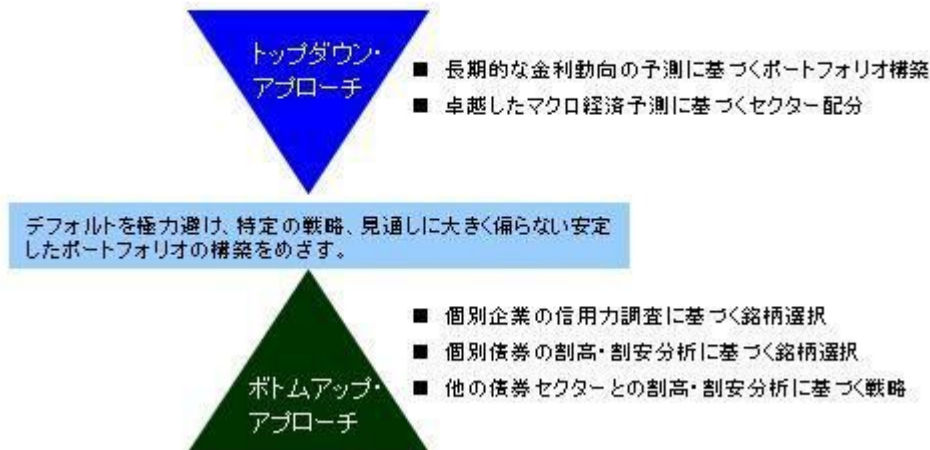 トップダウン・
アプローチ
■ 長期的な金利動向の予測に基づくポートフォリオ構築
■ 卓越したマクロ経済予測に基づくセクター配分
デフォルトを極力避け、特定の戦略、見通しに大きく偏らない安定
したポートフォリオの構築をめざす。
■ 個別企業の信用力調査に基づく銘柄選択
■ 個別債券の割高・割安分析に基づく銘柄選択
■ 他の債券セクターとの割高・割安分析に基づく戦略
ボトムアップ・
アプローチ